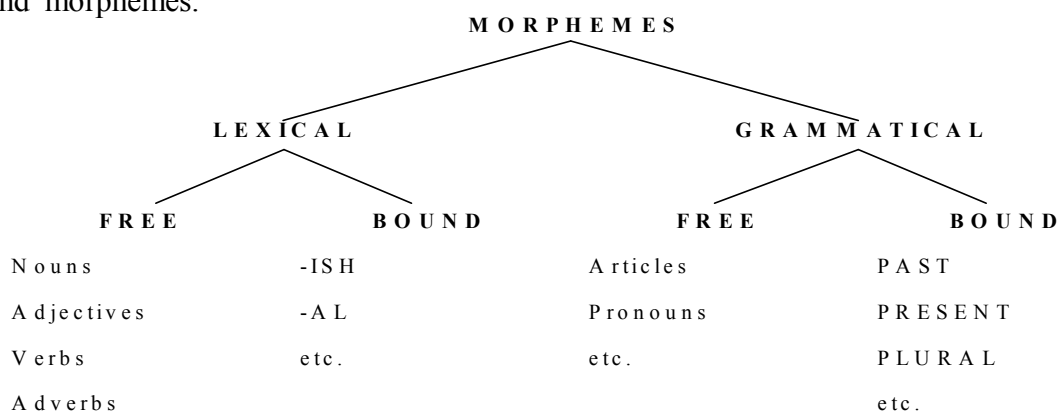 nd morphemes.
MORPHEMES
LEXICAL GRAMMATICAL
FREE BOUND FREE BOUND
Nouns -ISH Articles PAST
Adjectives -AL Pronouns PRESENT
Verbs etc. etc. PLURAL
Adverbs etc.